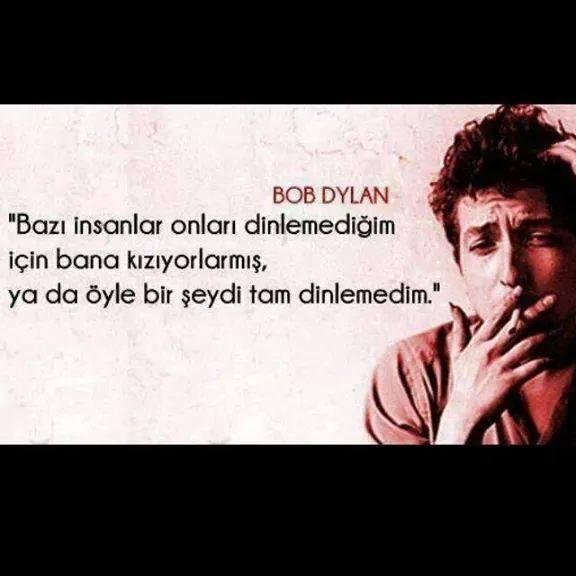 BOB DYLAN
"Bazı insanlar onları dinlemediğim
için bana kızıyorlarmış,
ya da öyle bir şeydi tam dinlemedim."